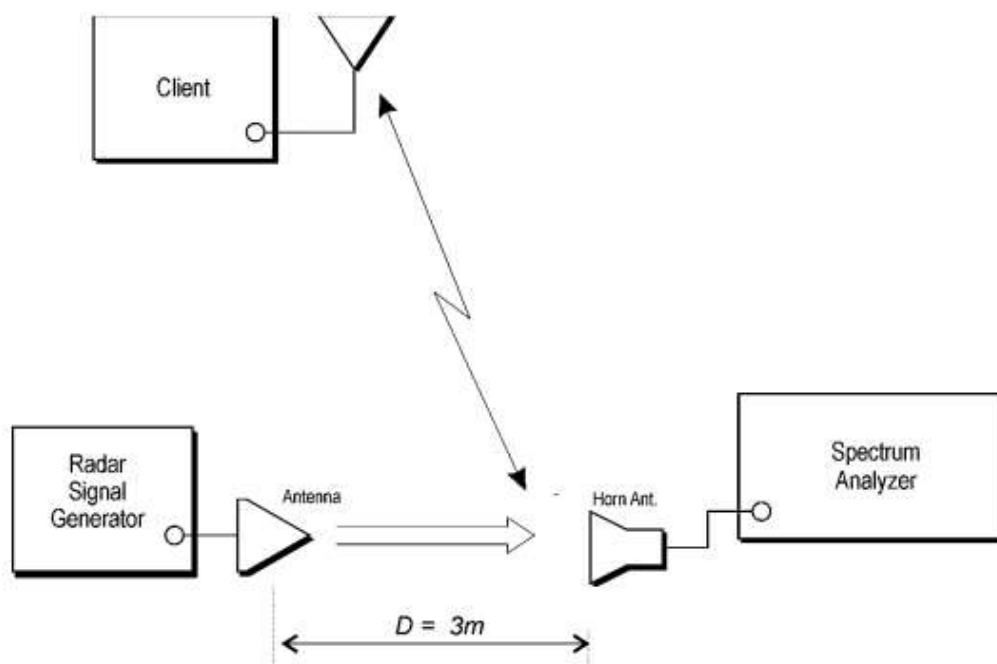 Client
Radar
Signal
Generator
Antenna
Horn Ant.
Spectrum
Analyzer
D = 3m